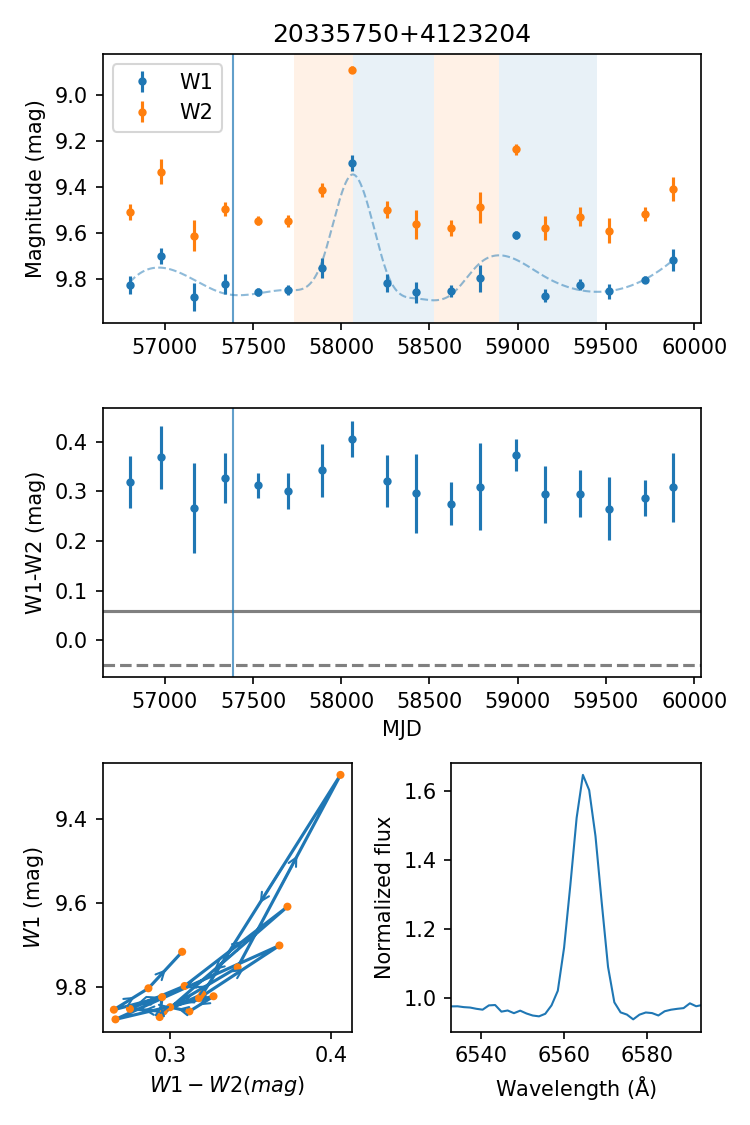 20335750+4123204
W1
W2
Magnitude (mag)
9.0
9.2
9.4
9.6
9.8
57000 57500 58000 58500 59000 59500 60000
W1-W2 (mag)
0.4
0.3
0.2
0.1
0.0
57000 57500 58000 58500 59000 59500 60000
MJD
W1 (mag)
9.4
9.6
9.8
0.3 0.4
W1 − W2(mag)
Normalized flux
1.6
1.4
1.2
1.0
6540 6560 6580
Wavelength (Å)